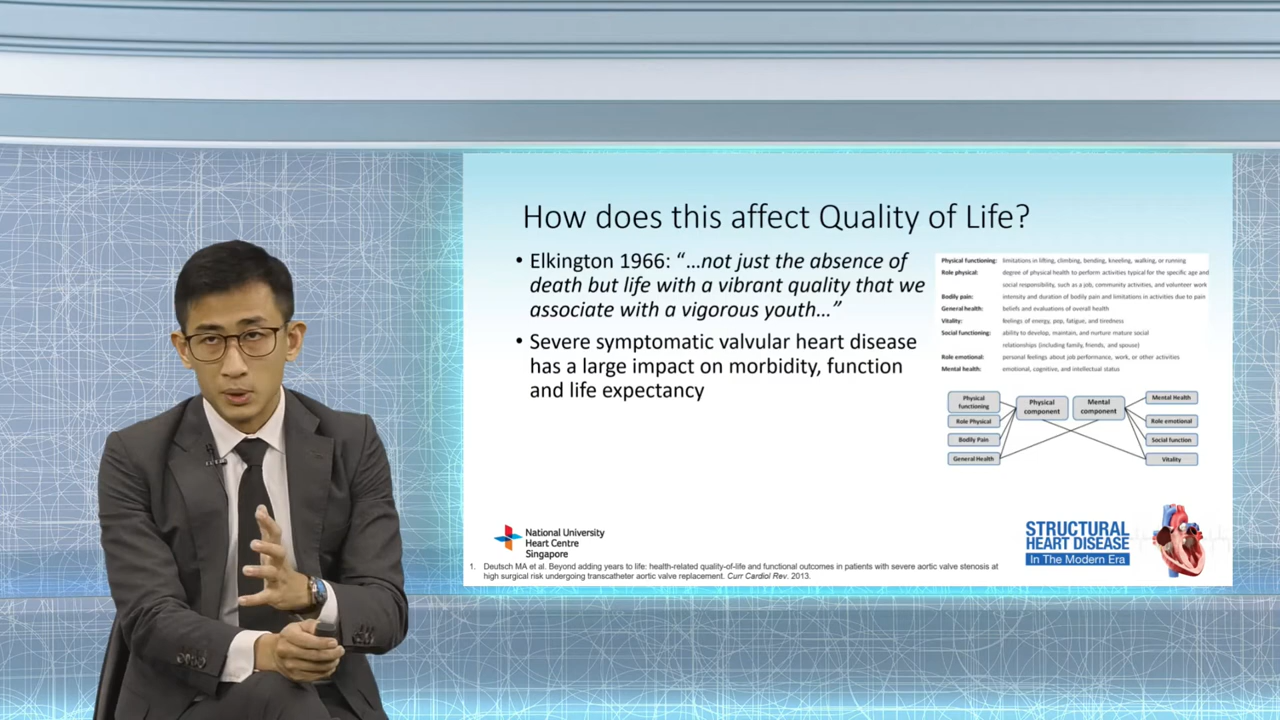 How does this affect Quality of Life?
• Elkington 1966: “…not just the absence of
death but life with a vibrant quality that we
associate with a vigorous youth…”
• Severe symptomatic valvular heart disease
has a large impact on morbidity, function
and life expectancy
Physical functioning: limitations in lifting, climbing, bending, kneeling, walking, or running
Role physical: degree of physical health to perform activities typical for the specific age and
social responsibility, such as a job, community activities, and volunteer work
Bodily pain: intensity and duration of bodily pain and limitations in activities due to pain
General health: beliefs and evaluations of overall health
Vitality: feelings of energy, pep, fatigue, and tiredness
Social functioning: ability to develop, maintain, and nurture mature social
relationships (including family, friends, and spouse)
Role emotional: personal feelings about job performance, work, or other activities
Mental health: emotional, cognitive, and intellectual status
Physical
functioning
Role Physical
Bodily Pain
General Health
Physical
component
Mental
component
Mental Health
Role emotional
Social function
Vitality
National University
Heart Centre
Singapore
STRUCTURAL
HEART DISEASE
In The Modern Era
1. Deutsch MA et al. Beyond adding years to life: health-related quality-of-life and functional outcomes in patients with severe aortic valve stenosis at
high surgical risk undergoing transcatheter aortic valve replacement. Curr Cardiol Rev. 2013.